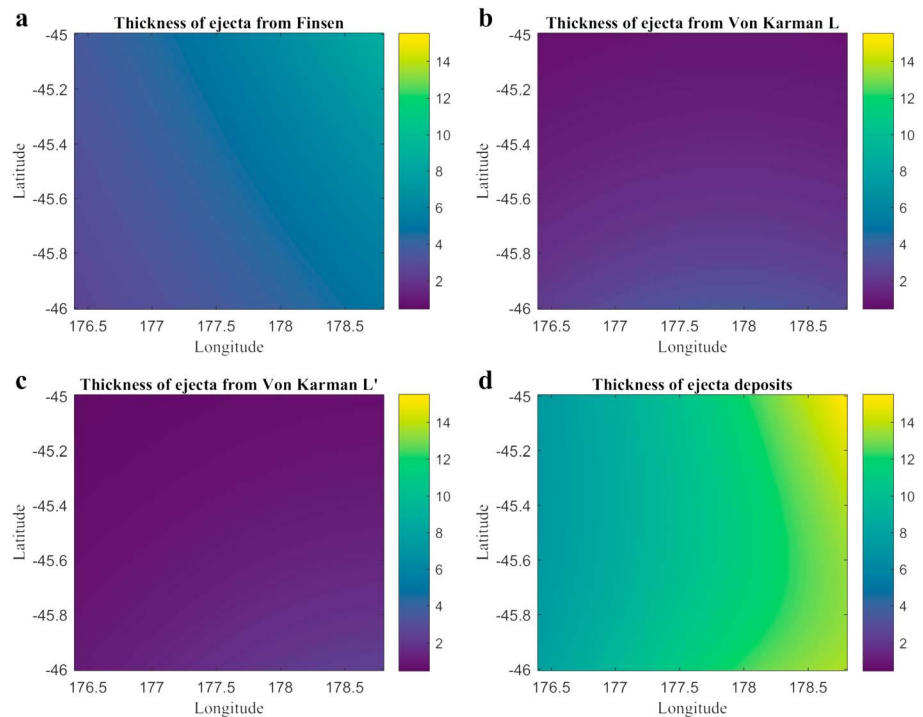 a
Thickness of ejecta from Finsen
-45
-45.2
-45.4
-45.6
-45.8
-46
Latitude
176.5 177 177.5 178 178.5
Longitude
14
12
10
8
6
4
2
b
Thickness of ejecta from Von Karman L
-45
-45.2
-45.4
-45.6
-45.8
-46
Latitude
176.5 177 177.5 178 178.5
Longitude
14
12
10
8
6
4
2
c
Thickness of ejecta from Von Karman L'
-45
-45.2
-45.4
-45.6
-45.8
-46
Latitude
176.5 177 177.5 178 178.5
Longitude
14
12
10
8
6
4
2
d
Thickness of ejecta deposits
-45
-45.2
-45.4
-45.6
-45.8
-46
Latitude
176.5 177 177.5 178 178.5
Longitude
14
12
10
8
6
4
2